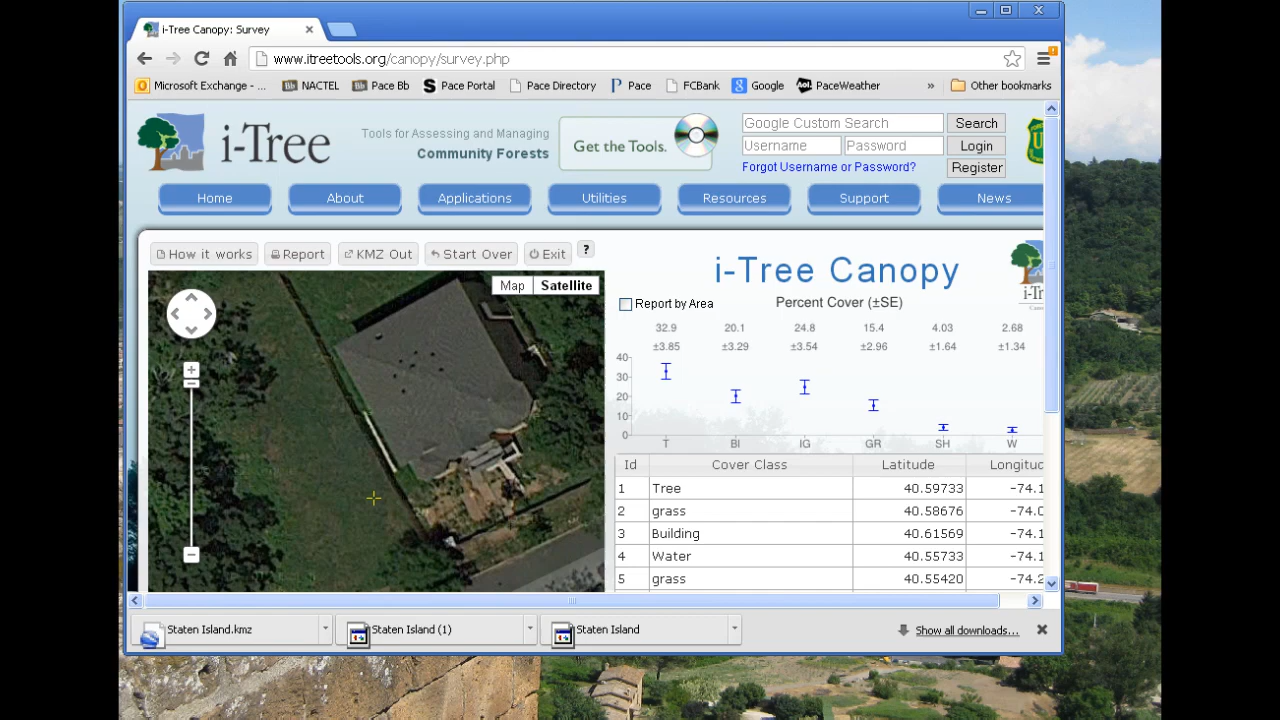 i-Tree Canopy: Survey
www.itreetools.org/canopy/survey.php
Microsoft Exchange - ... NACTEL Pace Bb Pace Portal Pace Directory Pace FCBank Google PaceWeather » Other bookmarks
i-Tree
Tools for Assessing and Managing
Community Forests
Get the Tools.
Google Custom Search Search
Username Password Login
Forgot Username or Password? Register
Home About Applications Utilities Resources Support News
How it works Report KMZ Out Start Over Exit ?
Map Satellite
i-Tree Canopy
Report by Area Percent Cover (±SE)
32.9 20.1 24.8 15.4 4.03 2.68
±3.85 ±3.29 ±3.54 ±2.96 ±1.64 ±1.34
40
30
20
10
0
T BI IG GR SH W
Id Cover Class Latitude Longituc
1 Tree 40.59733 -74.1
2 grass 40.58676 -74.0
3 Building 40.61569 -74.1
4 Water 40.55733 -74.1
5 grass 40.55420 -74.2
Staten Island.kmz Staten Island (1) Staten Island Show all downloads...